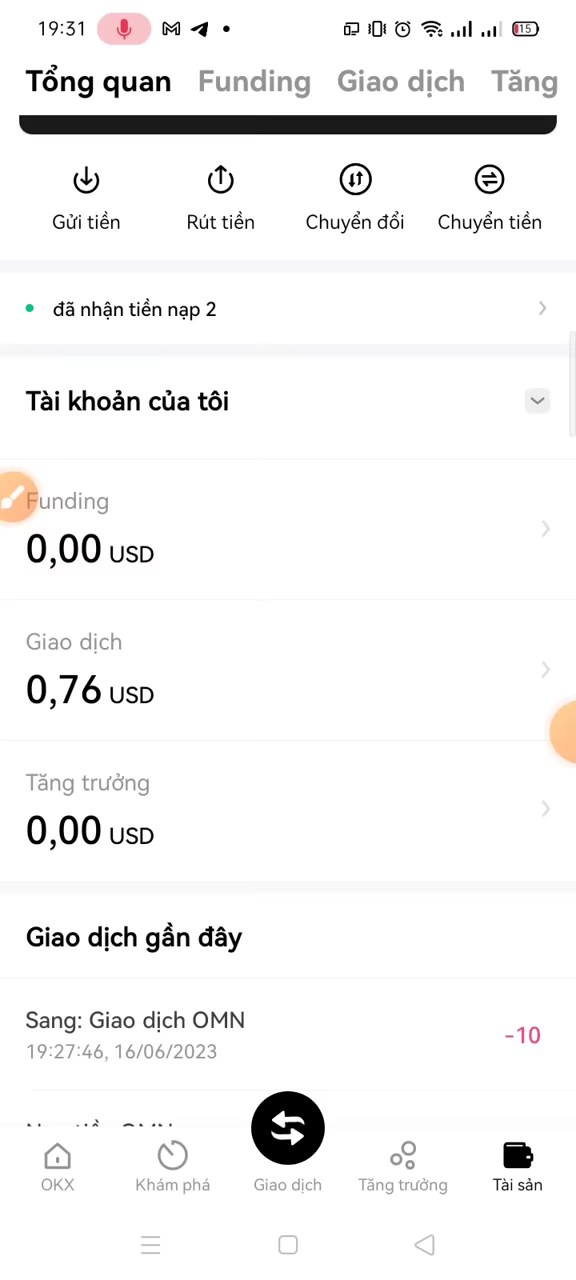 19:31
15
Tổng quan Funding Giao dịch Tăng
Gửi tiền Rút tiền Chuyển đổi Chuyển tiền
đã nhận tiền nạp 2
Tài khoản của tôi
Funding
0,00 USD
Giao dịch
0,76 USD
Tăng trưởng
0,00 USD
Giao dịch gần đây
Sang: Giao dịch OMN
-10
19:27:46, 16/06/2023
OKX Khám phá Giao dịch Tăng trưởng Tài sản